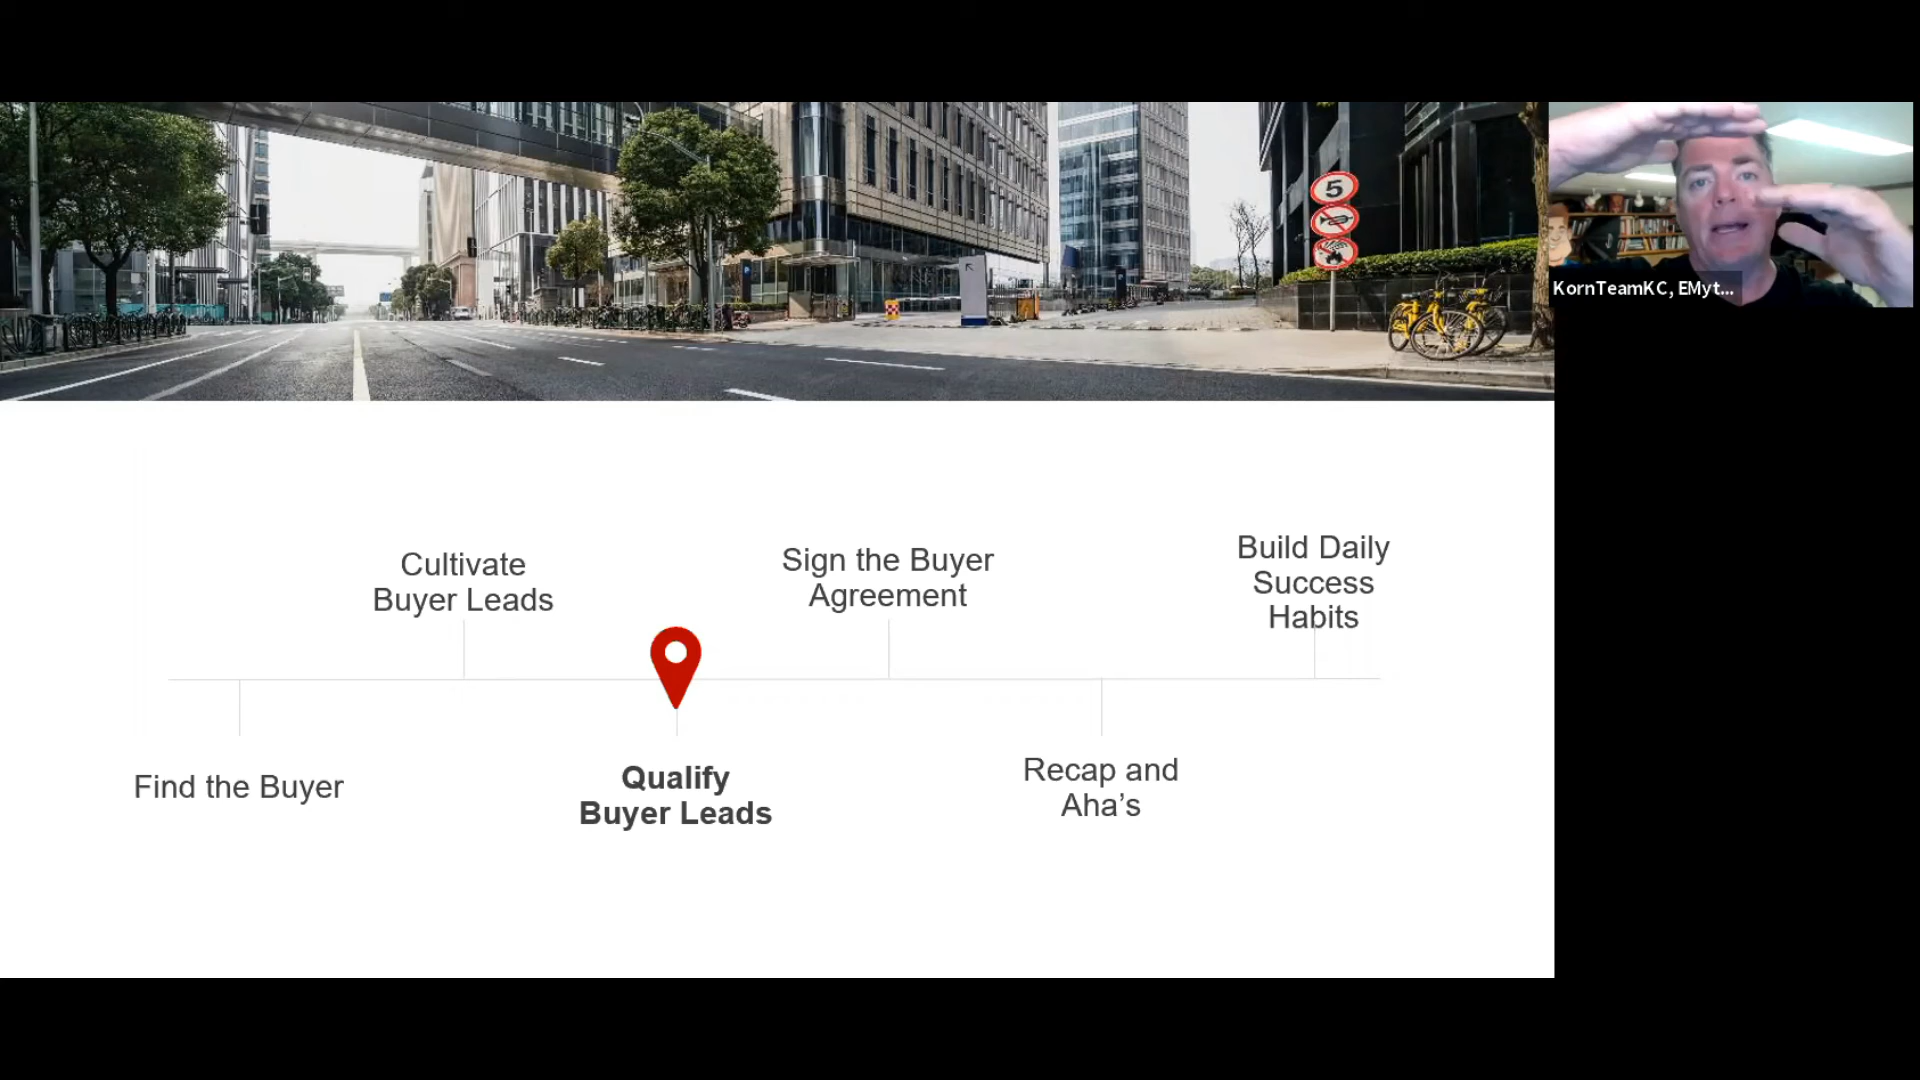 5
KornTeamKC, EMyt...
Cultivate
Buyer Leads
Sign the Buyer
Agreement
Build Daily
Success
Habits
Find the Buyer
Qualify
Buyer Leads
Recap and
Aha’s